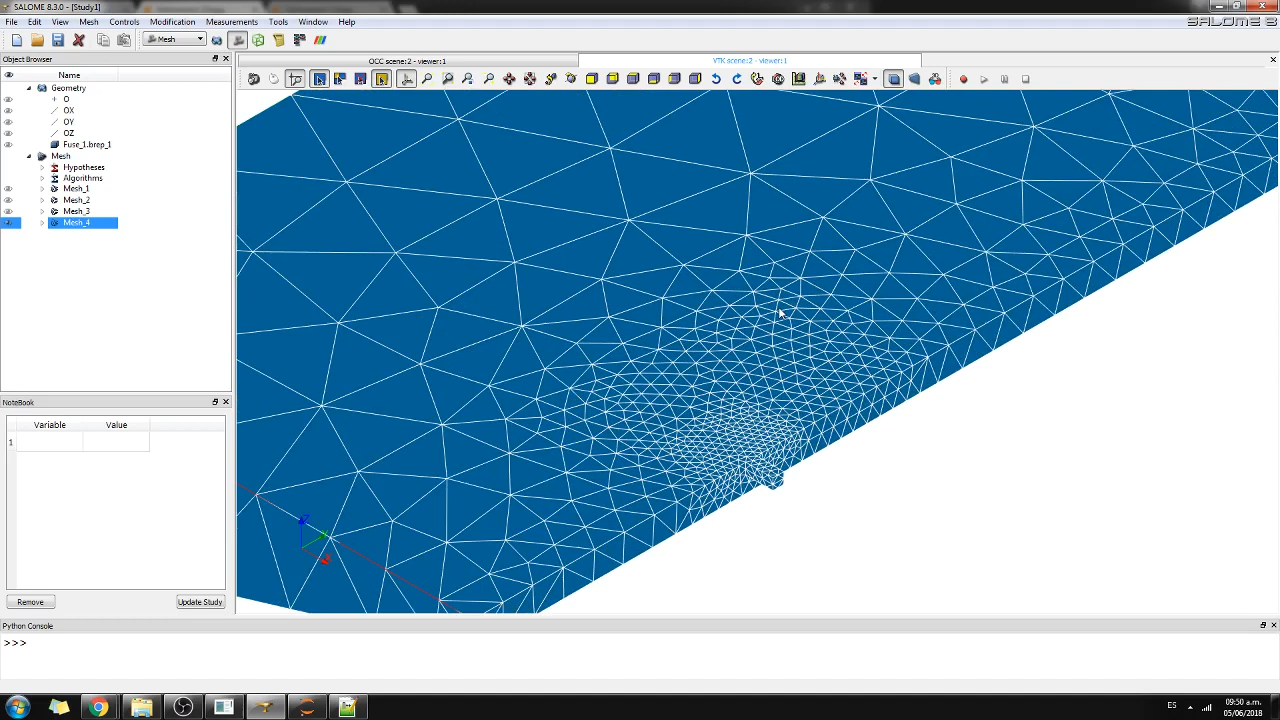 SALOME 8.3.0 - [Study1]
File Edit View Mesh Controls Modification Measurements Tools Window Help
SALOME 8
Mesh
Object Browser
OCC scene:2 - viewer:1
VTK scene:2 - viewer:1
Name
Geometry
O
OX
OY
OZ
Fuse_1.brep_1
Mesh
Hypotheses
Algorithms
Mesh_1
Mesh_2
Mesh_3
Mesh_4
NoteBook
Variable Value
1
Remove Update Study
Python Console
>>>
ES
09:50 a.m.
05/06/2018